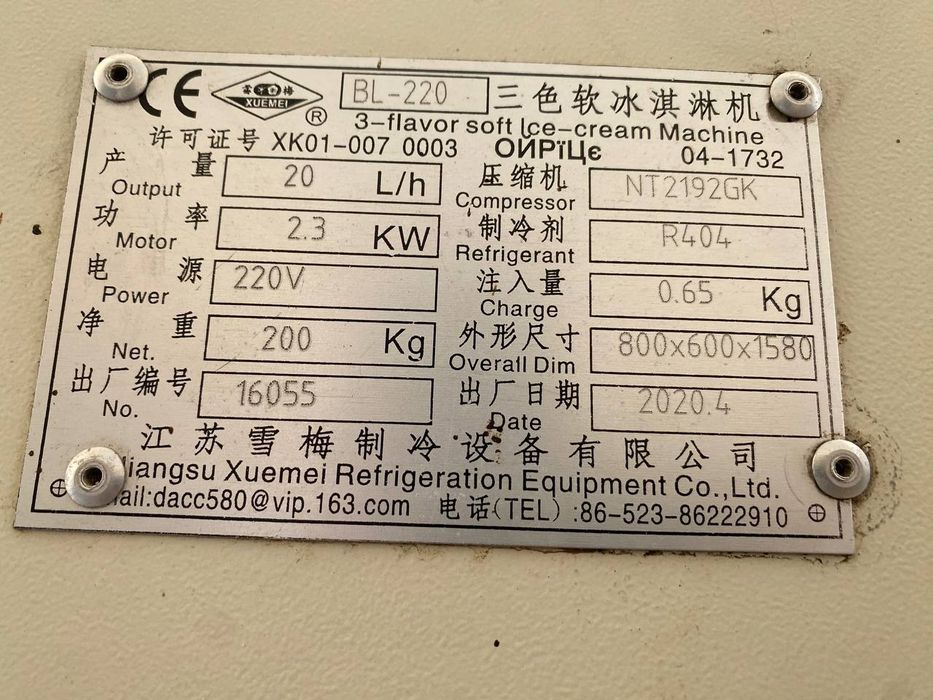 CE XUEMEI ® BL-220 三色软冰淇淋机
3-flavor soft Ice-cream Machine
许可证号 XK01-007 0003 ОЙРїЦє 04-1732
产量 Output 20 L/h 压缩机 Compressor NT2192GK
功率 Motor 2.3 KW 制冷剂 Refrigerant R404
电源 Power 220V 注入量 Charge 0.65 Kg
净重 Net. 200 Kg 外形尺寸 Overall Dim 800x600x1580
出厂编号 No. 16055 出厂日期 Date 2020.4
江苏雪梅制冷设备有限公司
Jiangsu Xuemei Refrigeration Equipment Co.,Ltd.
mail:dacc580@vip.163.com 电话(TEL):86-523-86222910